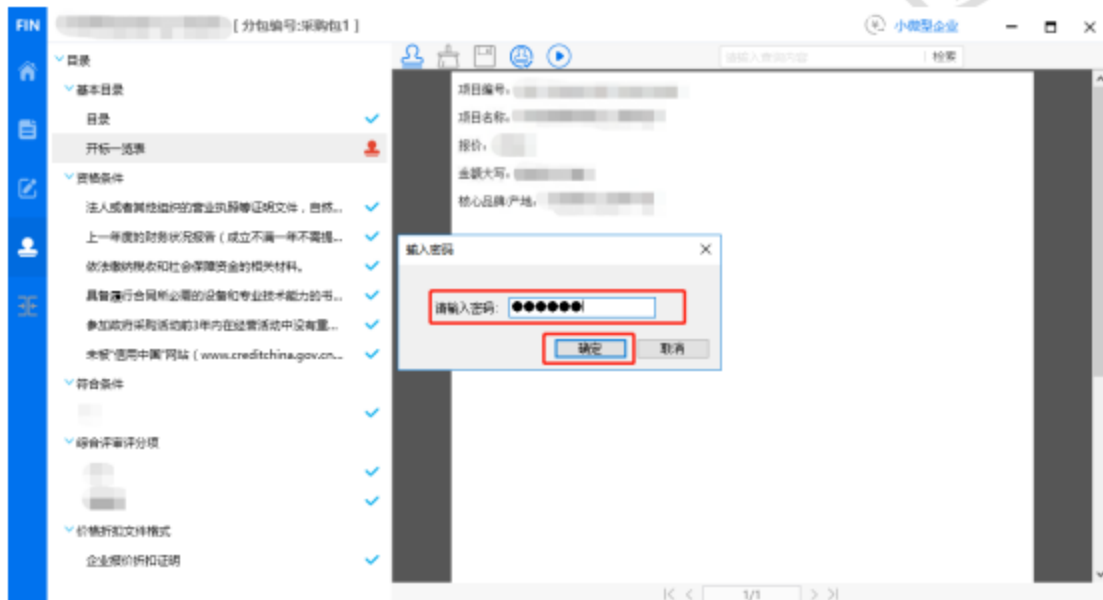 FIN
[ 分包编号:采购包1 ]
小微型企业
目录
请输入查询内容
检索
基本目录
目录
开标一览表
资格条件
法人或者其他组织的营业执照等证明文件，自然...
上一年度的财务状况报告（成立不满一年不需提...
依法缴纳税收和社会保障资金的相关材料。
具备履行合同所必需的设备和专业技术能力的书...
参加政府采购活动前3年内在经营活动中没有重...
未被"信用中国"网站（www.creditchina.gov.cn...
符合条件
综合评审评分项
价格折扣文件格式
企业报价折扣证明
项目编号:
项目名称:
报价:
金额大写:
核心品牌产地:
输入密码
请输入密码:
确定
取消
1/1